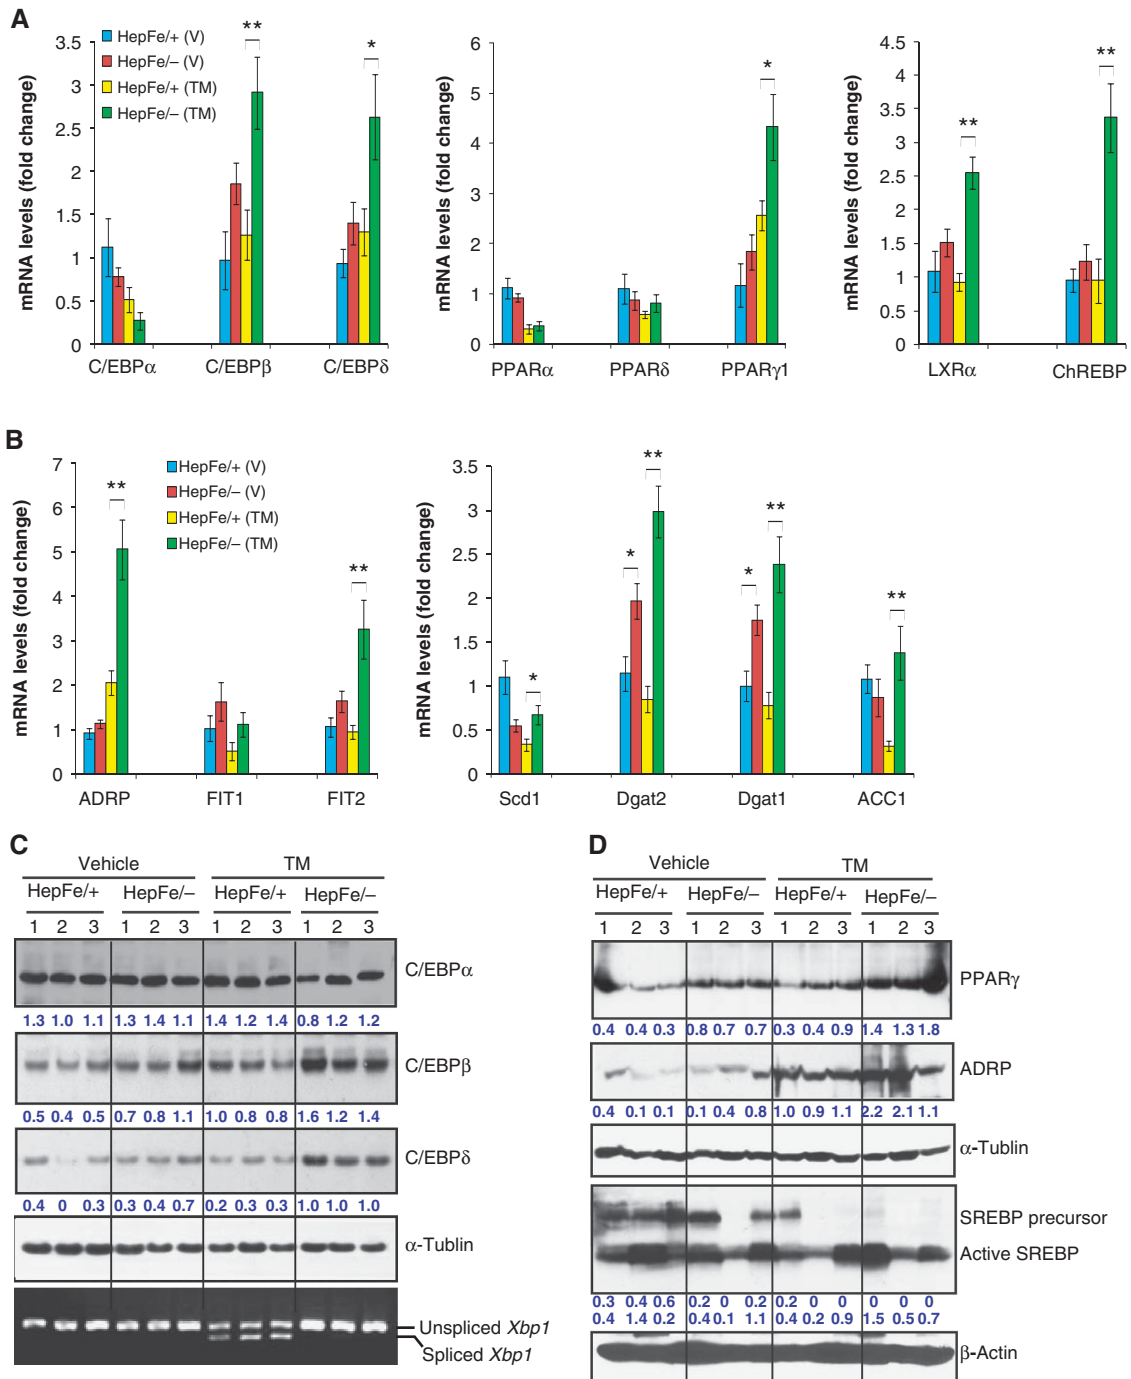 A
HepFe/+ (V)
HepFe/– (V)
HepFe/+ (TM)
HepFe/– (TM)
mRNA levels (fold change)
3.5
3
2.5
2
1.5
1
0.5
0
** *
C/EBPα C/EBPβ C/EBPδ
mRNA levels (fold change)
6
5
4
3
2
1
0
*
PPARα PPARδ PPARγ1
mRNA levels (fold change)
4.5
4
3.5
3
2.5
2
1.5
1
0.5
0
** **
LXRα ChREBP
B
HepFe/+ (V)
HepFe/– (V)
HepFe/+ (TM)
HepFe/– (TM)
mRNA levels (fold change)
7
6
5
4
3
2
1
0
** **
ADRP FIT1 FIT2
mRNA levels (fold change)
3.5
3
2.5
2
1.5
1
0.5
0
* * ** * ** **
Scd1 Dgat2 Dgat1 ACC1
C
Vehicle TM
HepFe/+ HepFe/– HepFe/+ HepFe/–
1 2 3 1 2 3 1 2 3 1 2 3
C/EBPα
1.3 1.0 1.1 1.3 1.4 1.1 1.4 1.2 1.4 0.8 1.2 1.2
C/EBPβ
0.5 0.4 0.5 0.7 0.8 1.1 1.0 0.8 0.8 1.6 1.2 1.4
C/EBPδ
0.4 0 0.3 0.3 0.4 0.7 0.2 0.3 0.3 1.0 1.0 1.0
α-Tublin
Unspliced Xbp1
Spliced Xbp1
D
Vehicle TM
HepFe/+ HepFe/– HepFe/+ HepFe/–
1 2 3 1 2 3 1 2 3 1 2 3
PPARγ
0.4 0.4 0.3 0.8 0.7 0.7 0.3 0.4 0.9 1.4 1.3 1.8
ADRP
0.4 0.1 0.1 0.1 0.4 0.8 1.0 0.9 1.1 2.2 2.1 1.1
α-Tublin
SREBP precursor
Active SREBP
0.3 0.4 0.6 0.2 0 0.2 0.2 0 0 0 0 0
0.4 1.4 0.2 0.4 0.1 1.1 0.4 0.2 0.9 1.5 0.5 0.7
β-Actin